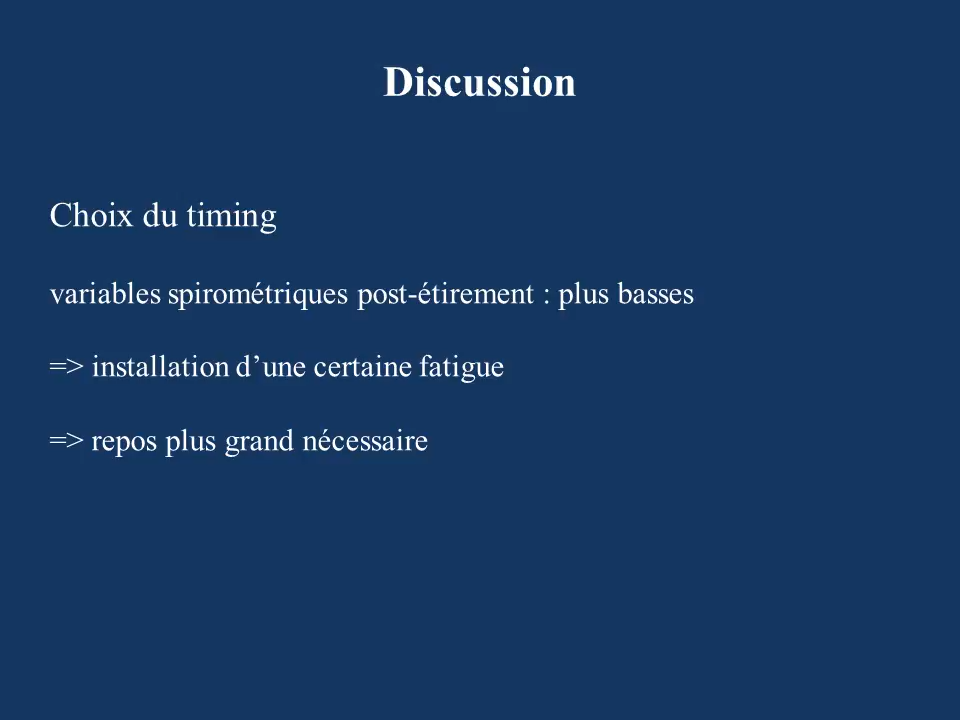 Discussion
Choix du timing
variables spirométriques post-étirement : plus basses
=> installation d’une certaine fatigue
=> repos plus grand nécessaire